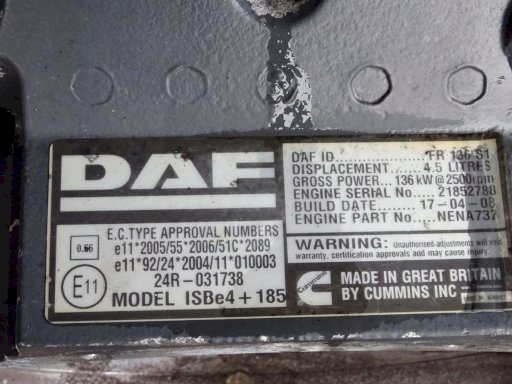 DAF
DAF ID....................FR 136 S1
DISPLACEMENT.......4.5 LITRES
GROSS POWER...136 kW@2500rpm
ENGINE SERIAL No....21852788
BUILD DATE........17-04-08
ENGINE PART No.....NENA737
E.C.TYPE APPROVAL NUMBERS
0.66
e11*2005/55*2006/51C*2089
e11*92/24*2004/11*010003
E11
24R-031738
MODEL ISBe4+185
WARNING: Unauthorised-adjustments will void
warranty, certification approvals and may cause injury.
Cummins
MADE IN GREAT BRITAIN
BY CUMMINS INC